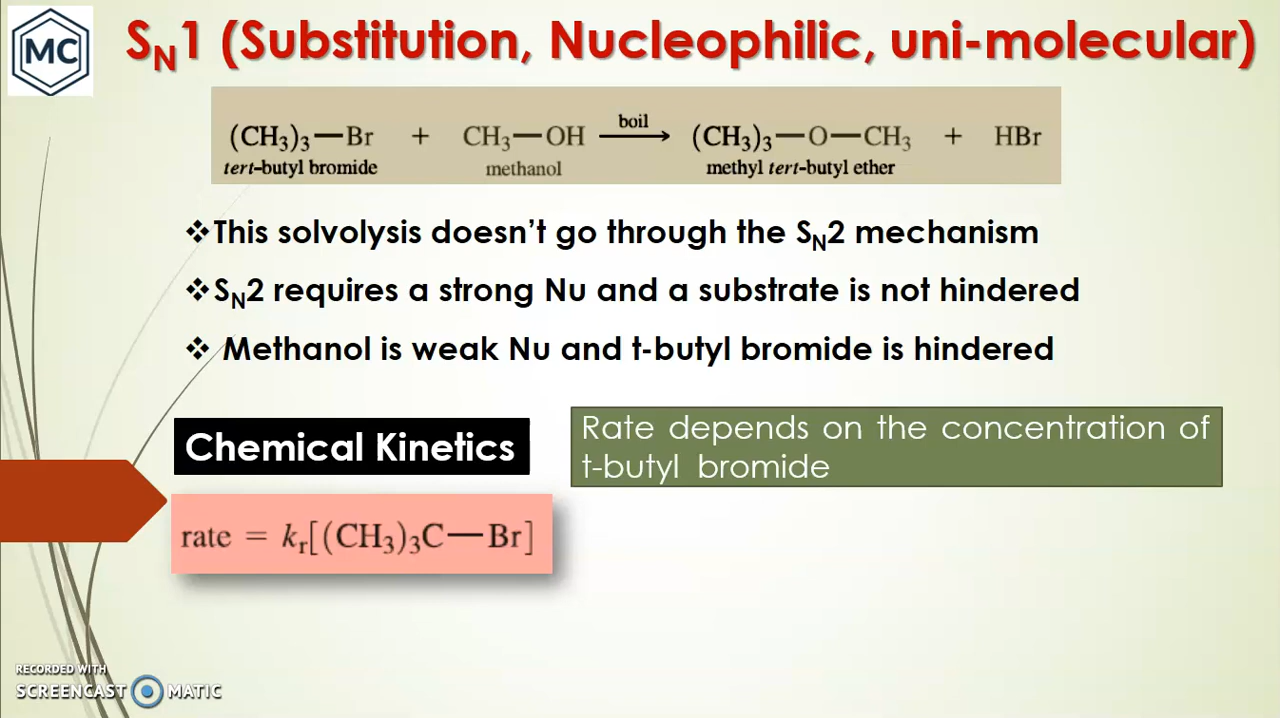 MC
S_N1 (Substitution, Nucleophilic, uni-molecular)
(CH₃)₃—Br + CH₃—OH boil → (CH₃)₃—O—CH₃ + HBr
tert–butyl bromide methanol methyl tert–butyl ether
❖This solvolysis doesn't go through the S_N2 mechanism
❖S_N2 requires a strong Nu and a substrate is not hindered
❖ Methanol is weak Nu and t-butyl bromide is hindered
Chemical Kinetics
Rate depends on the concentration of
t-butyl bromide
rate = kᵣ[(CH₃)₃C—Br]
RECORDED WITH
SCREENCAST MATIC